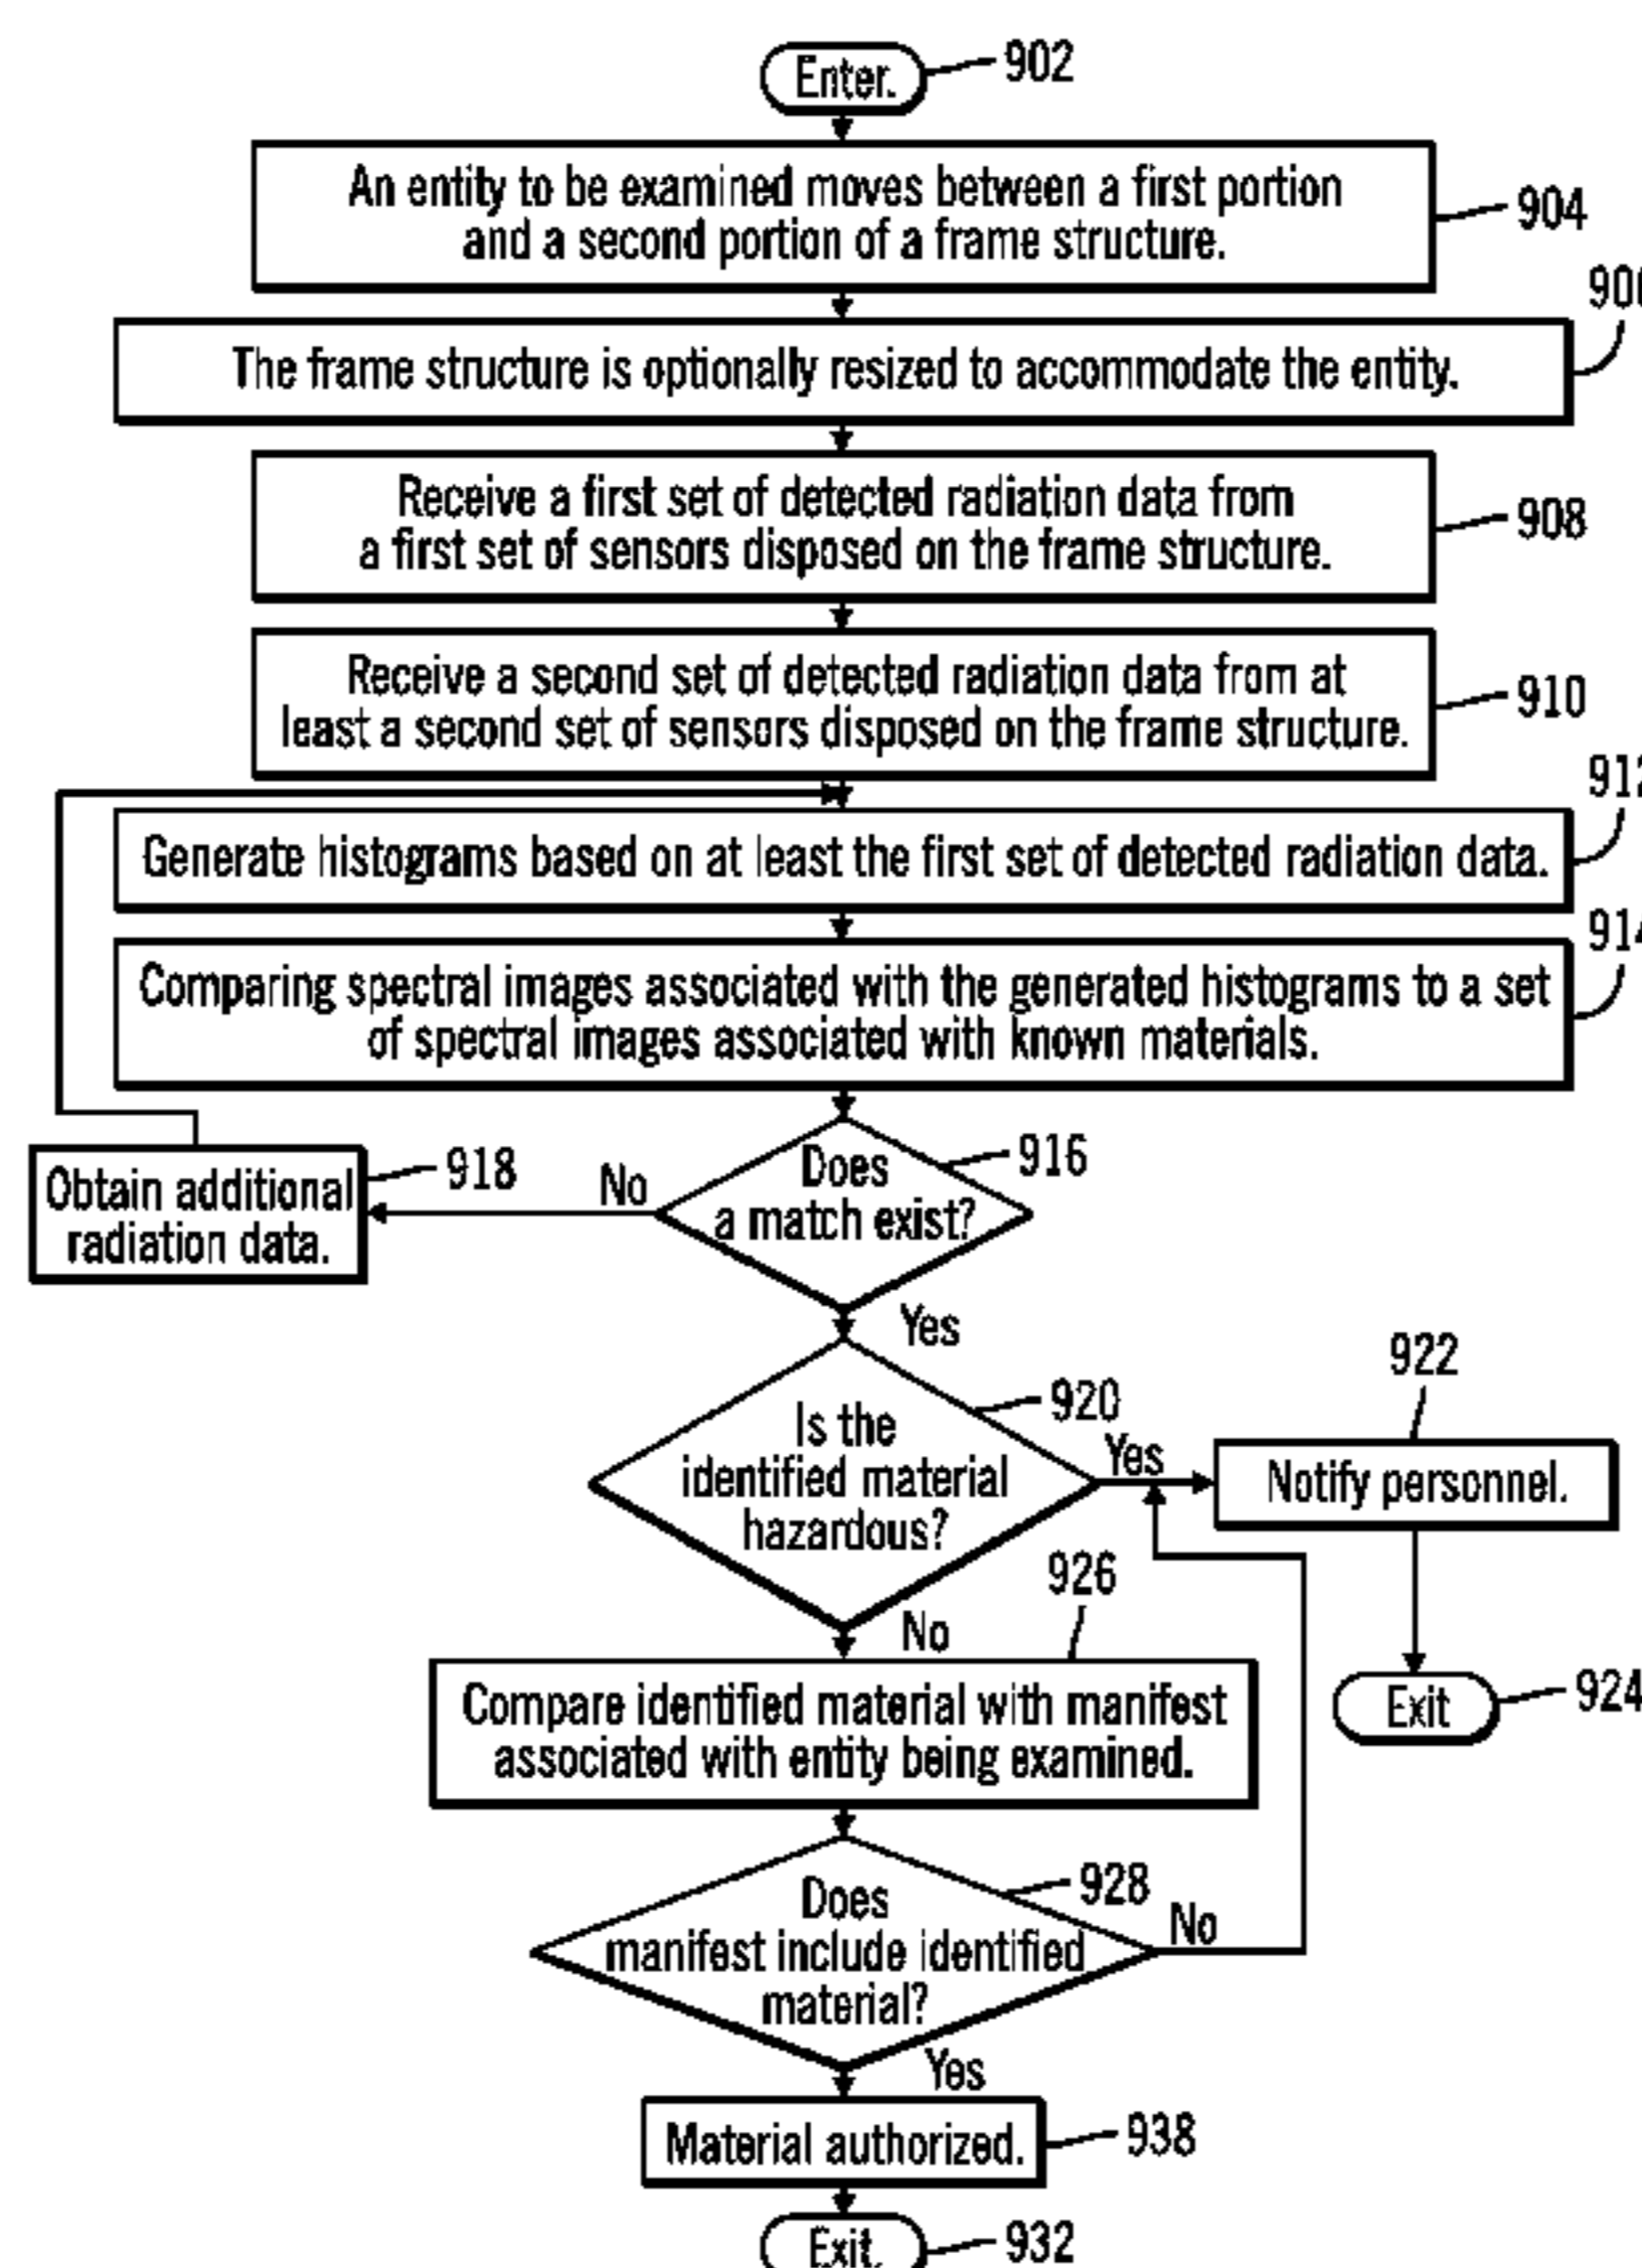 Enter.
902
An entity to be examined moves between a first portion
and a second portion of a frame structure.
904
The frame structure is optionally resized to accommodate the entity.
Receive a first set of detected radiation data from
a first set of sensors disposed on the frame structure.
908
Receive a second set of detected radiation data from at
least a second set of sensors disposed on the frame structure.
910
912
Generate histograms based on at least the first set of detected radiation data.
914
Comparing spectral images associated with the generated histograms to a set
of spectral images associated with known materials.
Does
a match exist?
916
No
918
Obtain additional
radiation data.
Yes
Is the
identified material
hazardous?
920
Yes
922
Notify personnel.
924
Exit
No
926
Compare identified material with manifest
associated with entity being examined.
Does
manifest include identified
material?
928
No
Yes
Material authorized.
938
Exit.
932